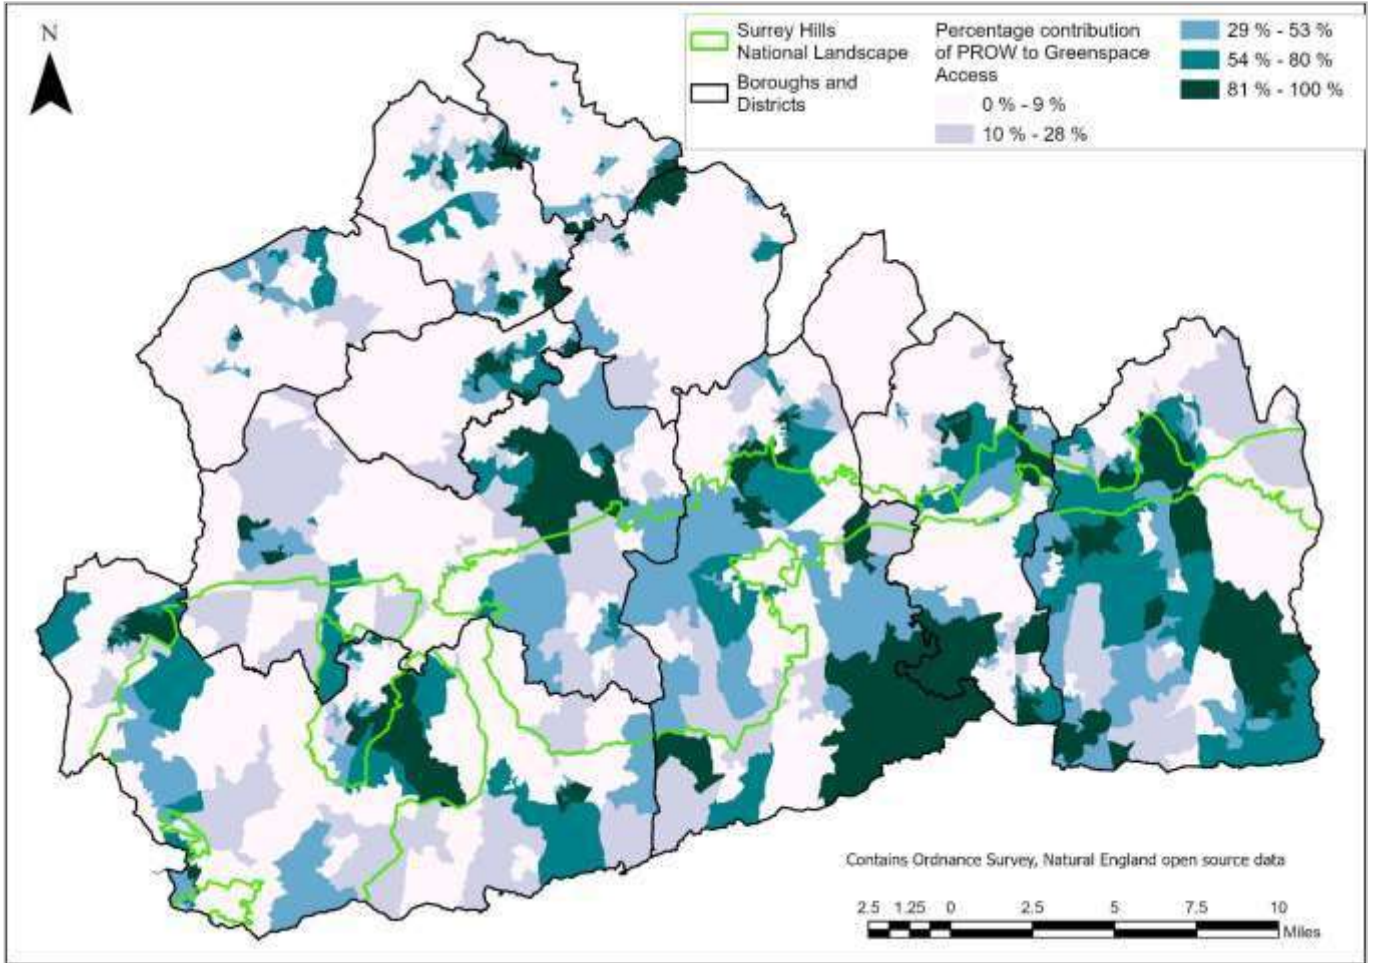 N
Surrey Hills
National Landscape
Boroughs and
Districts
Percentage contribution
of PROW to Greenspace
Access
0 % - 9 %
10 % - 28 %
29 % - 53 %
54 % - 80 %
81 % - 100 %
Contains Ordnance Survey, Natural England open source data
2.5 1.25 0 2.5 5 7.5 10
Miles